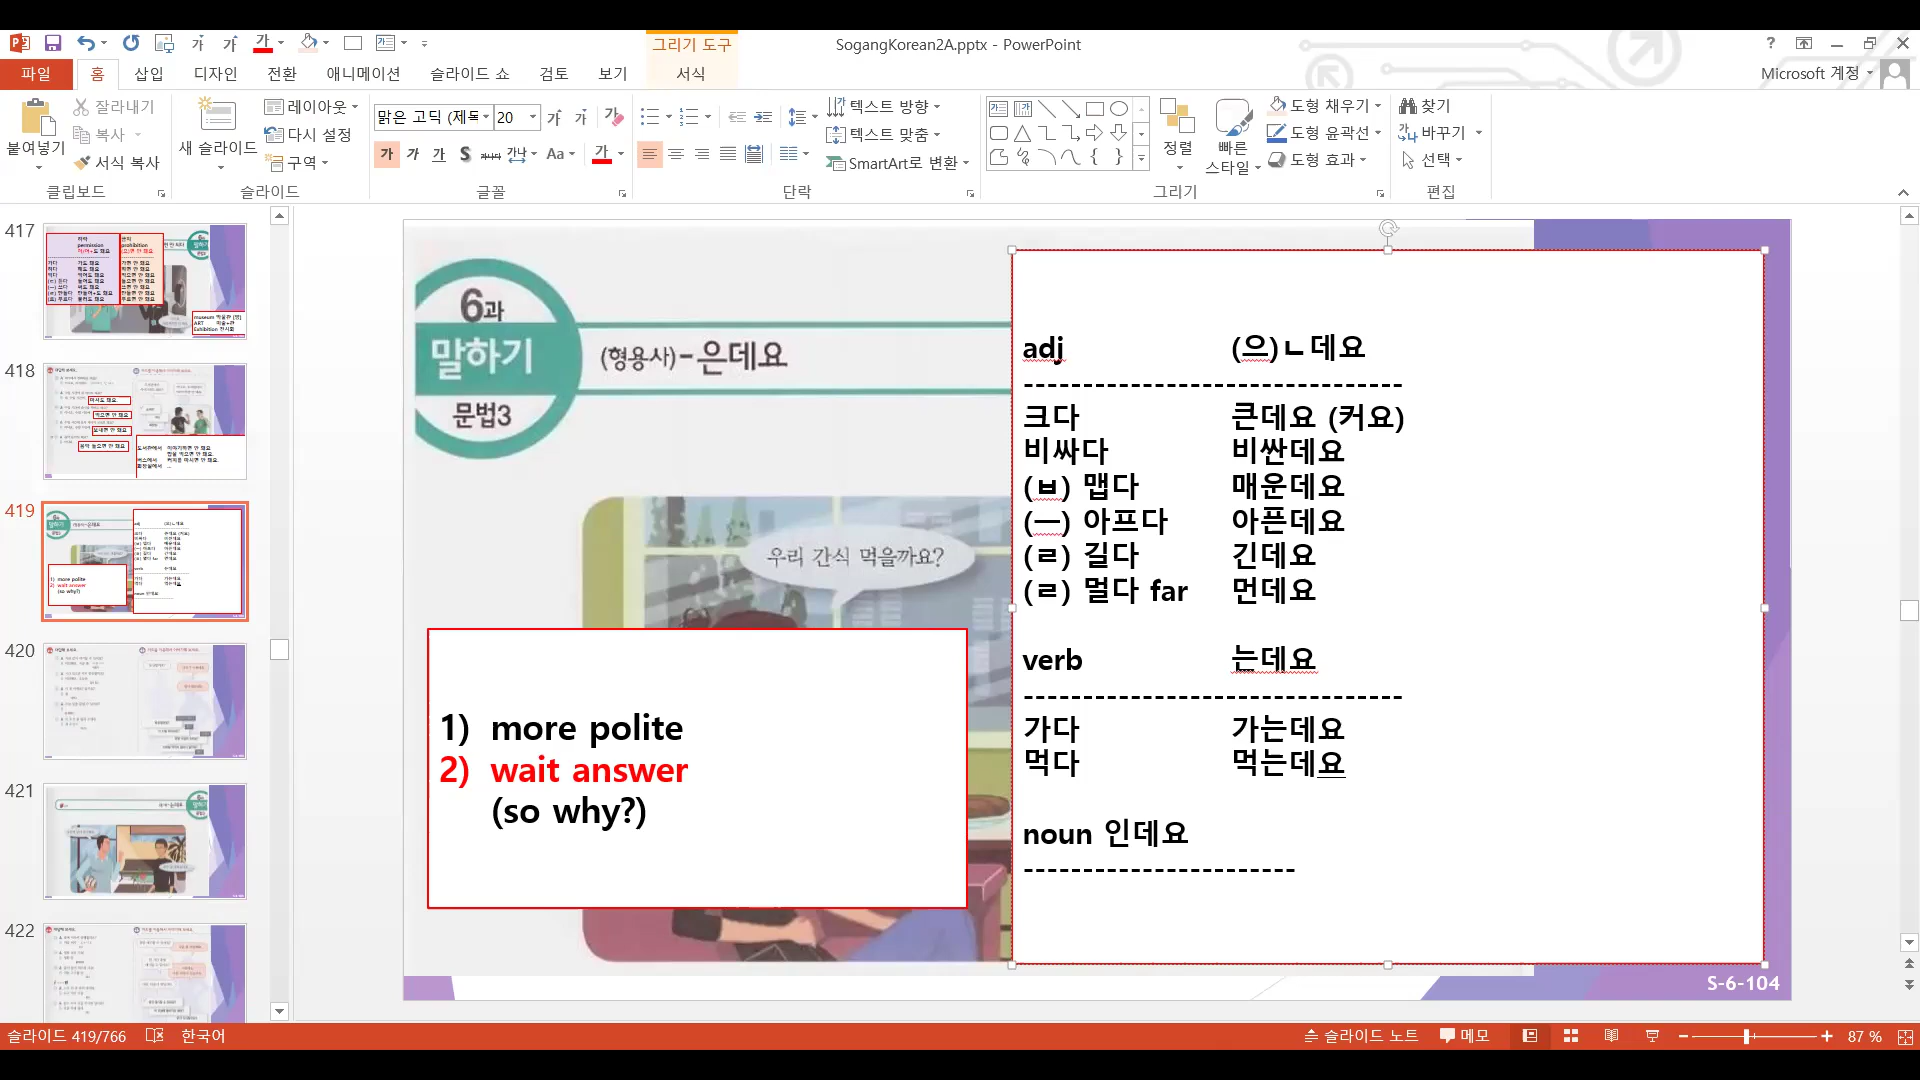 SogangKorean2A.pptx - PowerPoint
그리기 도구
파일
홈
삽입
디자인
전환
애니메이션
슬라이드 쇼
검토
보기
서식
Microsoft 계정
붙여넣기
잘라내기
복사
서식 복사
클립보드
새 슬라이드
레이아웃
다시 설정
구역
슬라이드
맑은 고딕 (제목
20
글꼴
텍스트 방향
텍스트 맞춤
SmartArt로 변환
단락
정렬
빠른
스타일
도형 채우기
도형 윤곽선
도형 효과
그리기
찾기
바꾸기
선택
편집
417
418
419
420
421
422
6과
말하기
문법3
(형용사)-은데요
우리 간식 먹을까요?
1) more polite
2) wait answer
(so why?)
adj (으)ㄴ데요
--------------------------------
크다 큰데요 (커요)
비싸다 비싼데요
(ㅂ) 맵다 매운데요
(ㅡ) 아프다 아픈데요
(ㄹ) 길다 긴데요
(ㄹ) 멀다 far 먼데요
verb 는데요
--------------------------------
가다 가는데요
먹다 먹는데요
noun 인데요
-----------------------
S-6-104
슬라이드 419/766
한국어
슬라이드 노트
메모
87 %